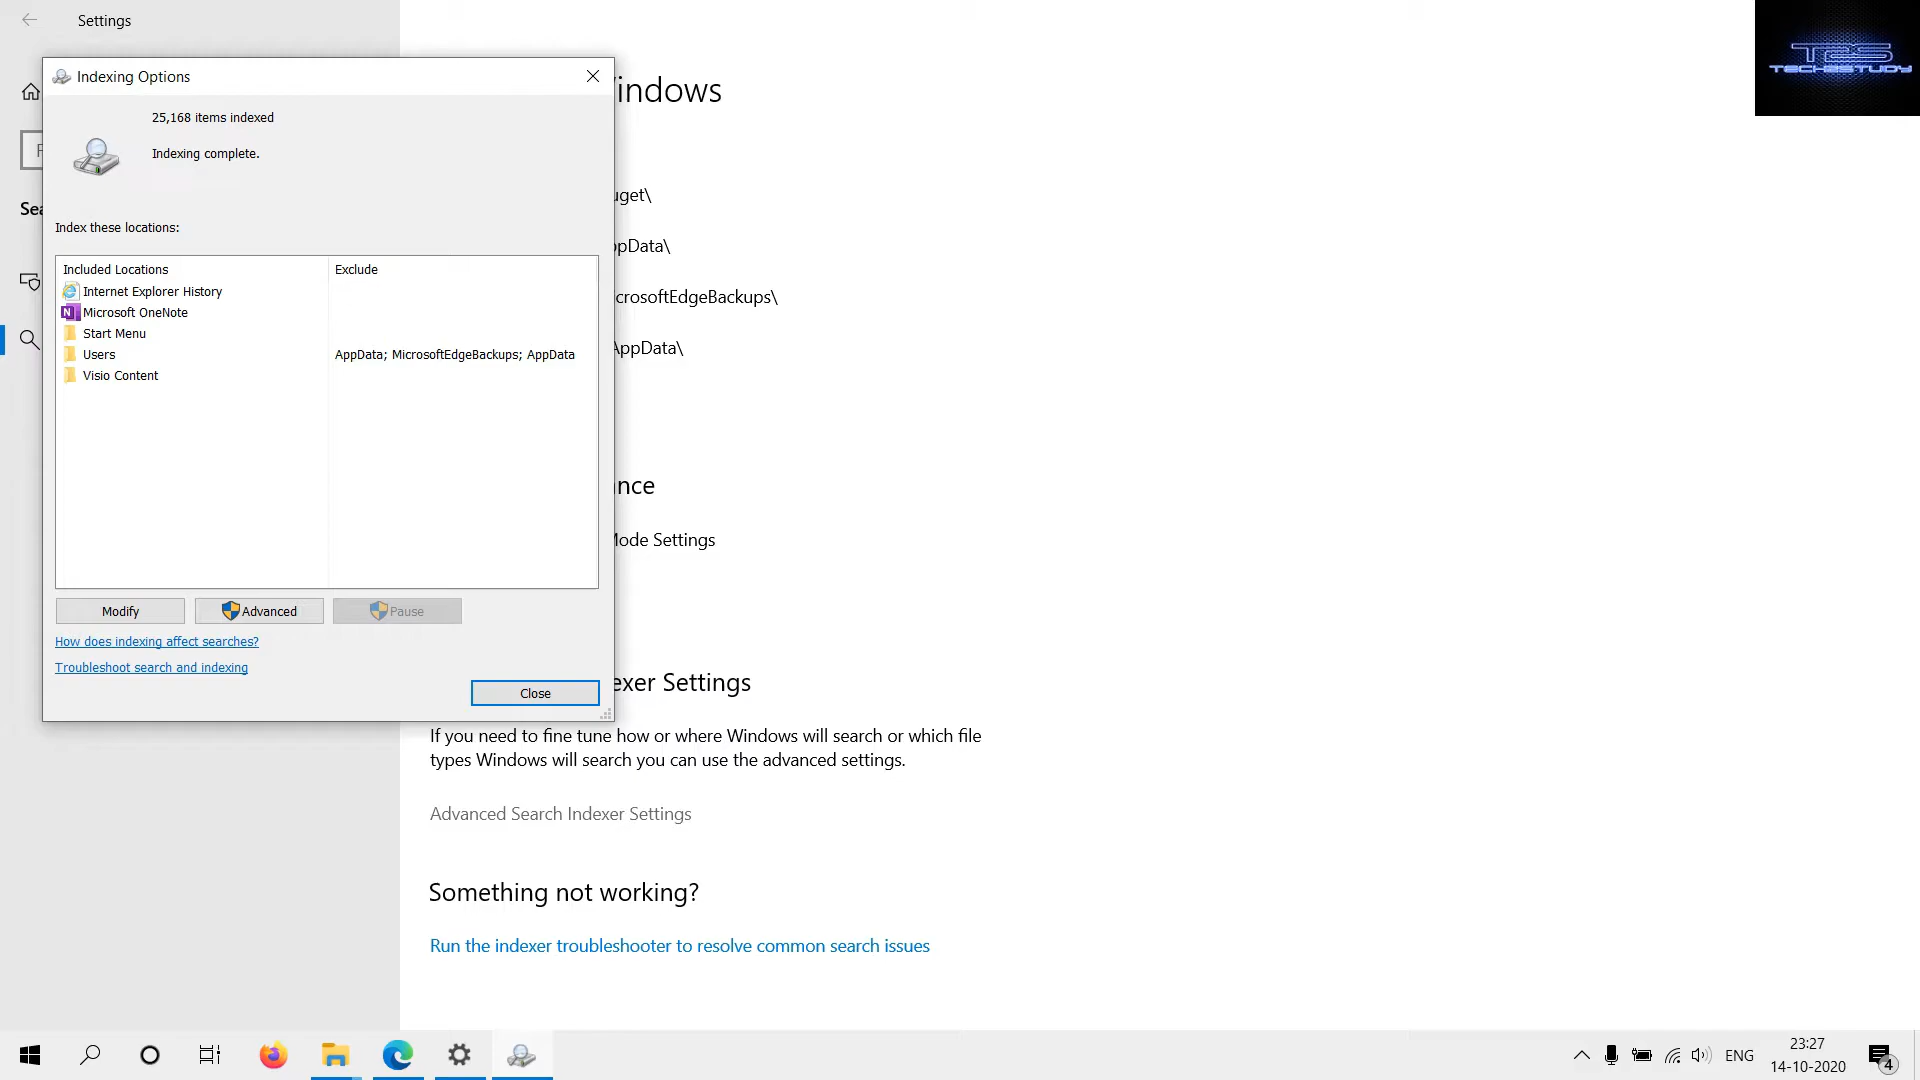 Settings
Indexing Options
25,168 items indexed
Indexing complete.
Index these locations:
Included Locations
Exclude
Internet Explorer History
Microsoft OneNote
Start Menu
Users
AppData; MicrosoftEdgeBackups; AppData
Visio Content
Modify
Advanced
Pause
How does indexing affect searches?
Troubleshoot search and indexing
Close
indows
uget\
ppData\
crosoftEdgeBackups\
AppData\
nce
Mode Settings
exer Settings
If you need to fine tune how or where Windows will search or which file
types Windows will search you can use the advanced settings.
Advanced Search Indexer Settings
Something not working?
Run the indexer troubleshooter to resolve common search issues
F
Sea
T2S
TECH2STUDY
ENG
23:27
14-10-2020
4